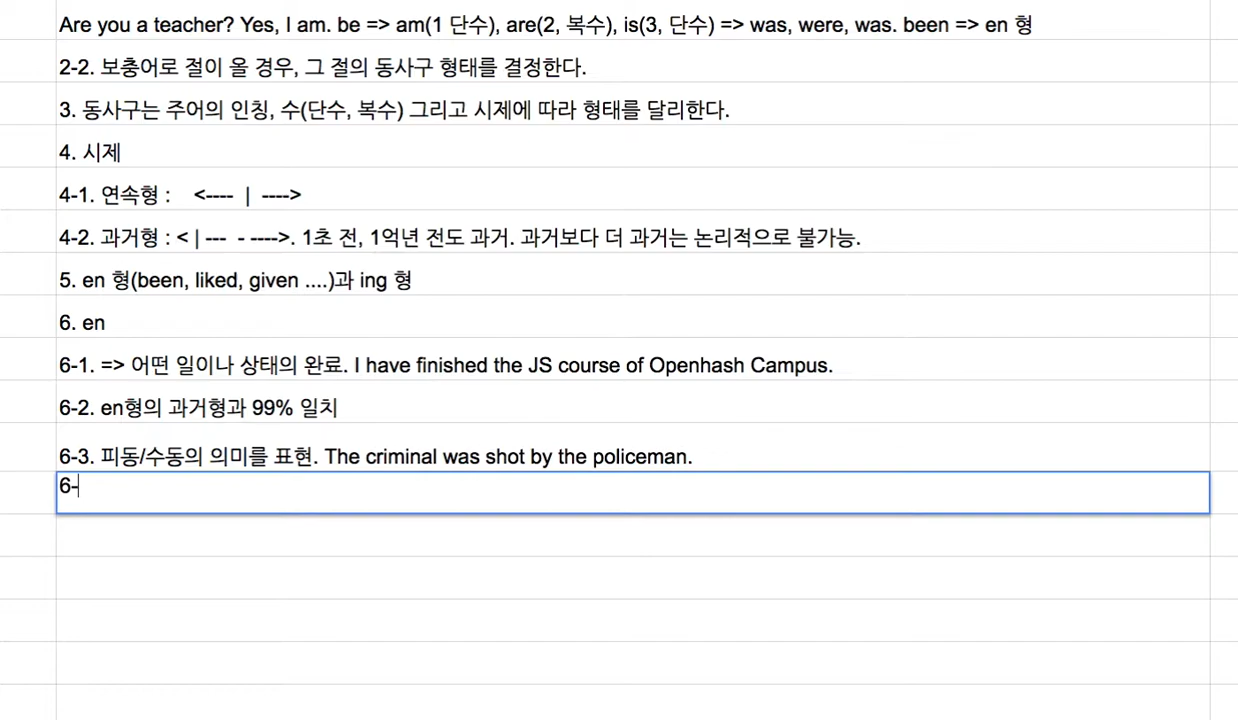 Are you a teacher? Yes, I am. be => am(1 단수), are(2, 복수), is(3, 단수) => was, were, was. been => en 형
2-2. 보충어로 절이 올 경우, 그 절의 동사구 형태를 결정한다.
3. 동사구는 주어의 인칭, 수(단수, 복수) 그리고 시제에 따라 형태를 달리한다.
4. 시제
4-1. 연속형 : <---- | ---->
4-2. 과거형 : < | --- - ---->. 1초 전, 1억년 전도 과거. 과거보다 더 과거는 논리적으로 불가능.
5. en 형(been, liked, given ....)과 ing 형
6. en
6-1. => 어떤 일이나 상태의 완료. I have finished the JS course of Openhash Campus.
6-2. en형의 과거형과 99% 일치
6-3. 피동/수동의 의미를 표현. The criminal was shot by the policeman.
6-